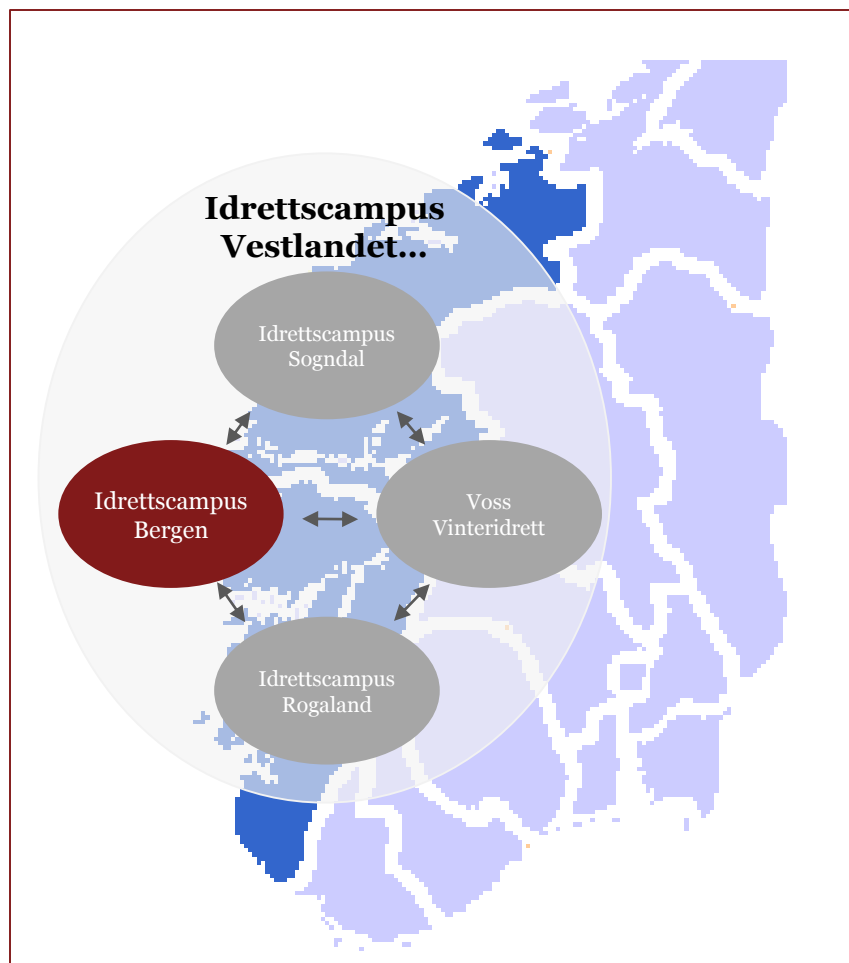 Idrettscampus
Vestlandet...
Idrettscampus
Sogndal
Idrettscampus
Bergen
Voss
Vinteridrett
Idrettscampus
Rogaland